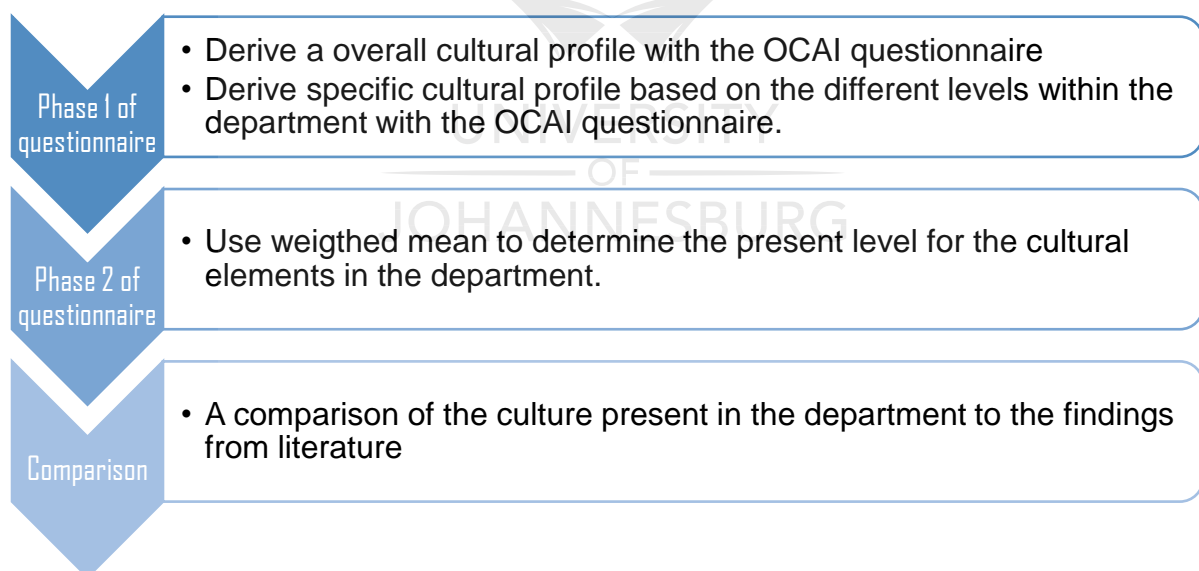 Phase 1 of
questionnaire
• Derive a overall cultural profile with the OCAI questionnaire
• Derive specific cultural profile based on the different levels within the
department with the OCAI questionnaire.
UNIVERSITY
OF
JOHANNESBURG
Phase 2 of
questionnaire
• Use weigthed mean to determine the present level for the cultural
elements in the department.
Comparison
• A comparison of the culture present in the department to the findings
from literature